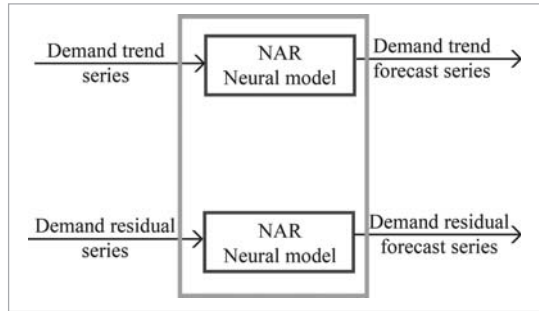 Demand trend
series
NAR
Neural model
Demand trend
forecast series
Demand residual
series
NAR
Neural model
Demand residual
forecast series